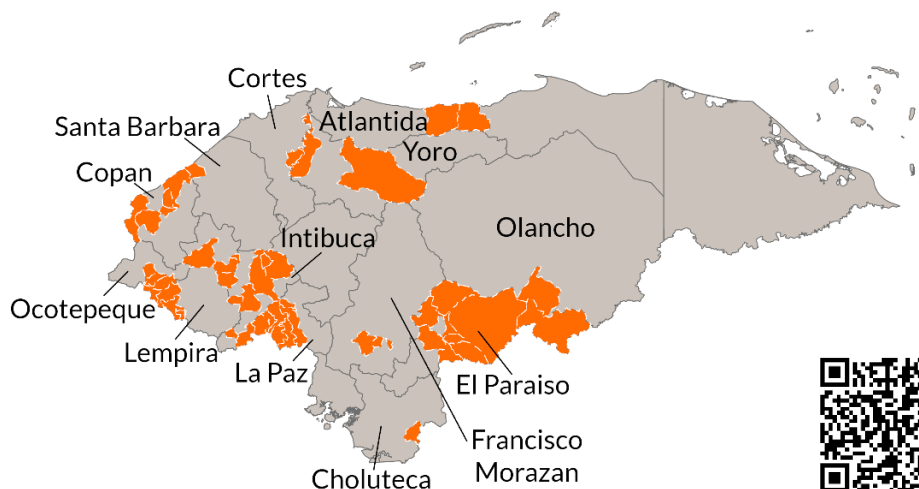 Cortes
Santa Barbara
Atlantida
Yoro
Copan
Olancho
Intibuca
Ocotepeque
Lempira
La Paz
El Paraiso
Francisco
Morazan
Choluteca